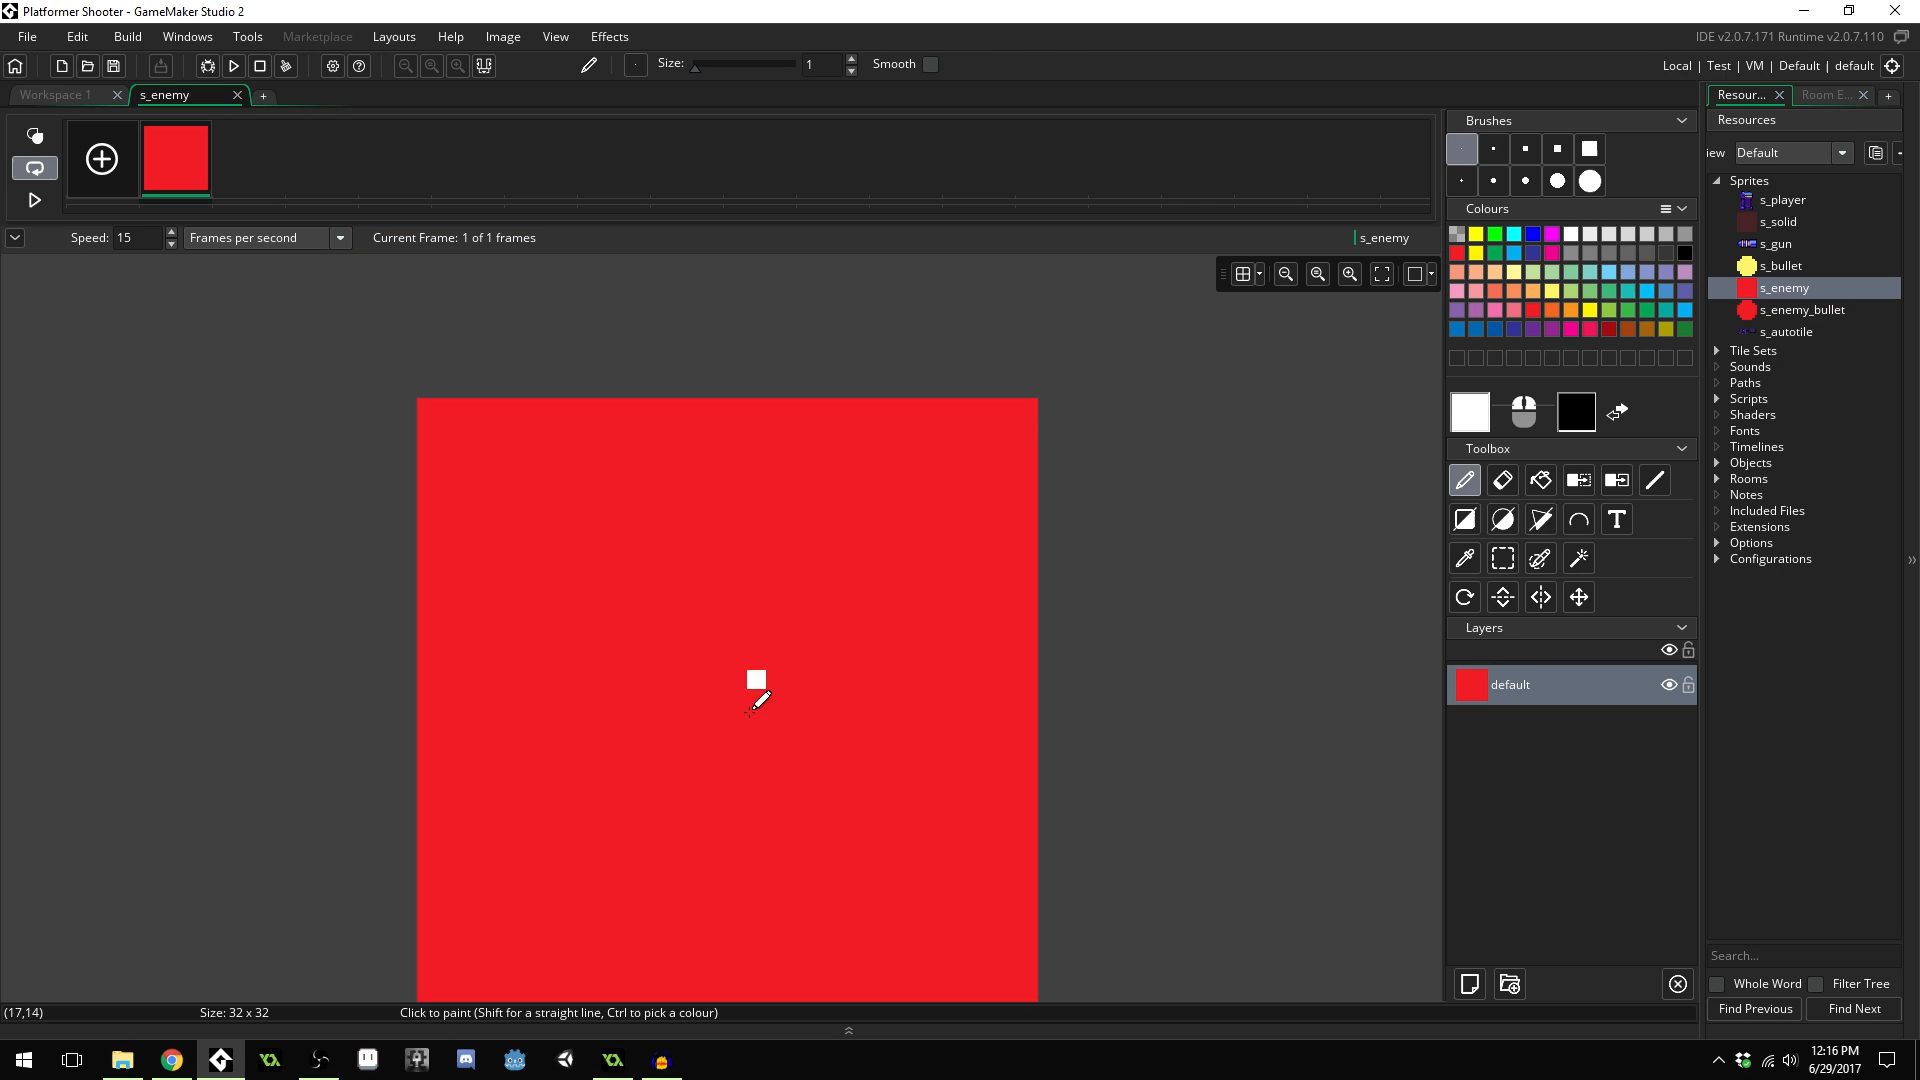 Platformer Shooter - GameMaker Studio 2
File Edit Build Windows Tools Marketplace Layouts Help Image View Effects
IDE v2.0.7.171 Runtime v2.0.7.110
Size: 1 Smooth
Local | Test | VM | Default | default
Workspace 1 s_enemy
Resour... Room E...
Resources
Brushes
iew Default
Sprites
s_player
s_solid
s_gun
s_bullet
s_enemy
s_enemy_bullet
s_autotile
Tile Sets
Sounds
Paths
Scripts
Shaders
Fonts
Timelines
Objects
Rooms
Notes
Included Files
Extensions
Options
Configurations
Colours
Speed: 15 Frames per second Current Frame: 1 of 1 frames s_enemy
Toolbox
T
Layers
default
Search...
Whole Word Filter Tree
Find Previous Find Next
(17,14) Size: 32 x 32 Click to paint (Shift for a straight line, Ctrl to pick a colour)
12:16 PM
6/29/2017